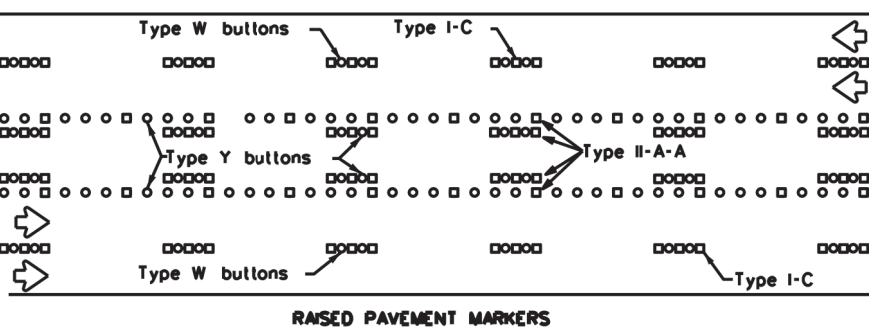 Type W buttons
Type I-C
Type Y buttons
Type II-A-A
Type W buttons
Type I-C
RAISED PAVEMENT MARKERS